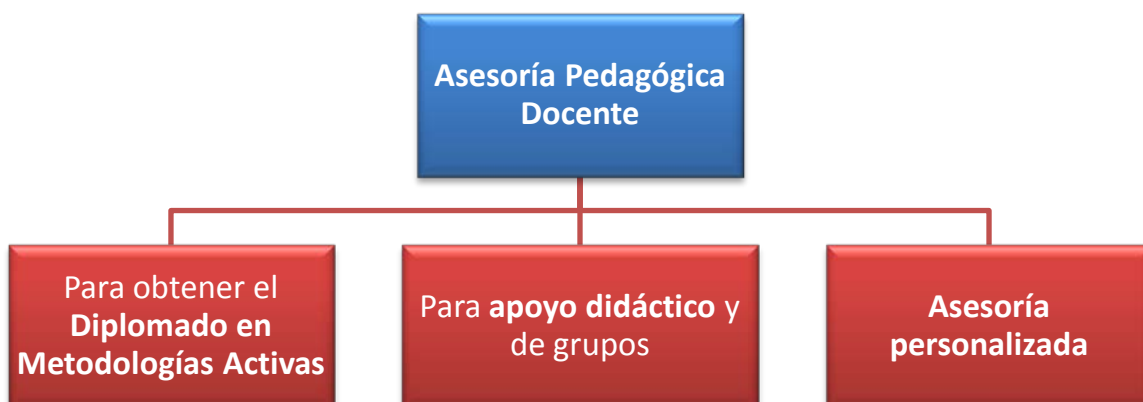 Asesoría Pedagógica
Docente
Para obtener el
Diplomado en
Metodologías Activas
Para apoyo didáctico y
de grupos
Asesoría
personalizada